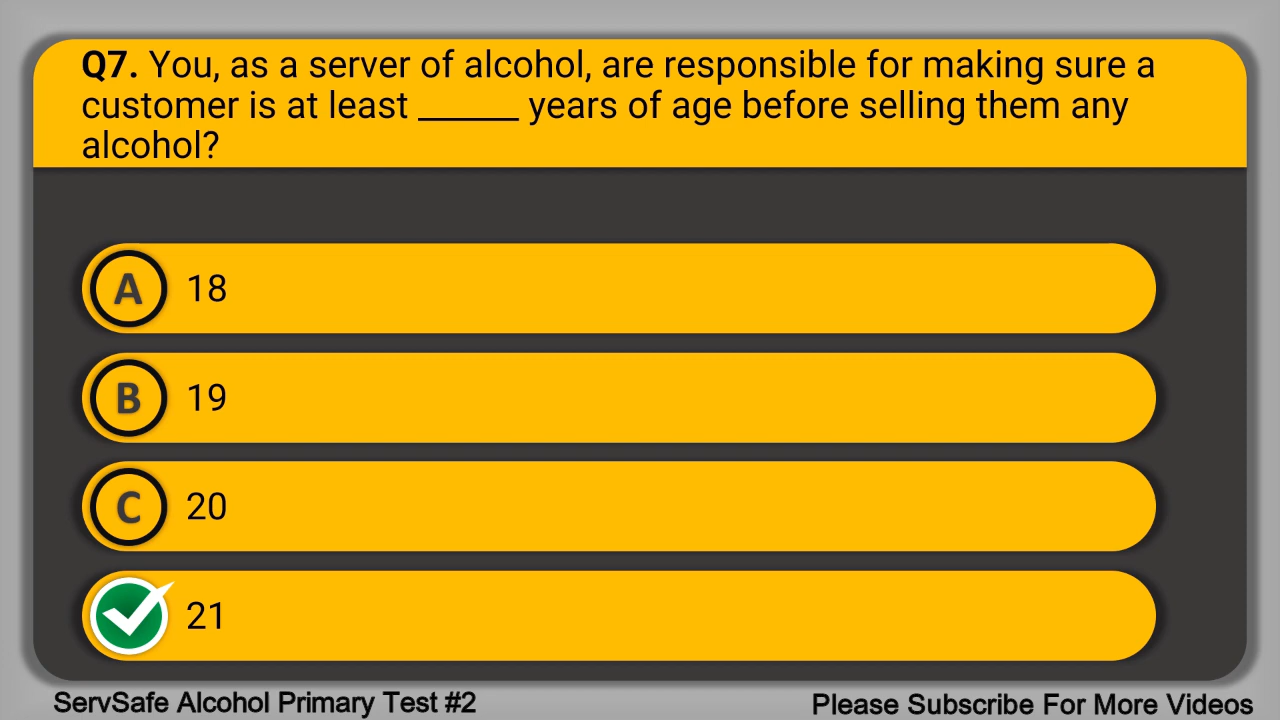 Q7. You, as a server of alcohol, are responsible for making sure a
customer is at least ______ years of age before selling them any
alcohol?
A 18
B 19
C 20
21
ServSafe Alcohol Primary Test #2
Please Subscribe For More Videos